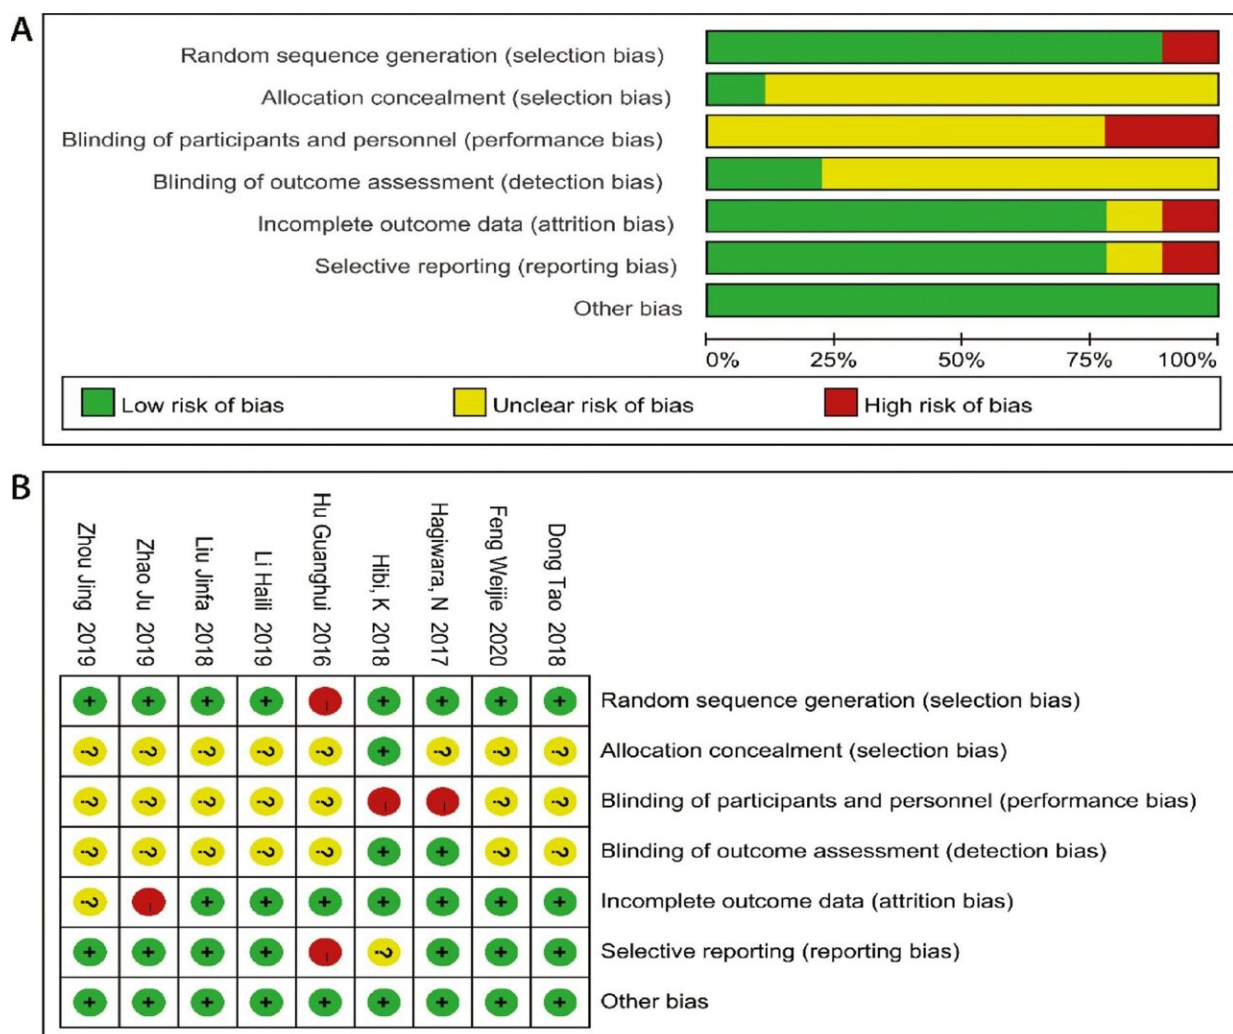 A
Random sequence generation (selection bias)
Allocation concealment (selection bias)
Blinding of participants and personnel (performance bias)
Blinding of outcome assessment (detection bias)
Incomplete outcome data (attrition bias)
Selective reporting (reporting bias)
Other bias
0% 25% 50% 75% 100%
Low risk of bias Unclear risk of bias High risk of bias
B
Zhou Jing 2019
Zhao Ju 2019
Liu Jinfa 2018
Li Haili 2019
Hu Guanghui 2016
Hibi, K 2018
Hagiwara, N 2017
Feng Weijie 2020
Dong Tao 2018
+ + + + – + + + + Random sequence generation (selection bias)
? ? ? ? ? + ? ? ? Allocation concealment (selection bias)
? ? ? ? ? – – ? ? Blinding of participants and personnel (performance bias)
? ? ? ? ? + + ? ? Blinding of outcome assessment (detection bias)
? – + + + + + + + Incomplete outcome data (attrition bias)
+ + + + – ? + + + Selective reporting (reporting bias)
+ + + + + + + + + Other bias